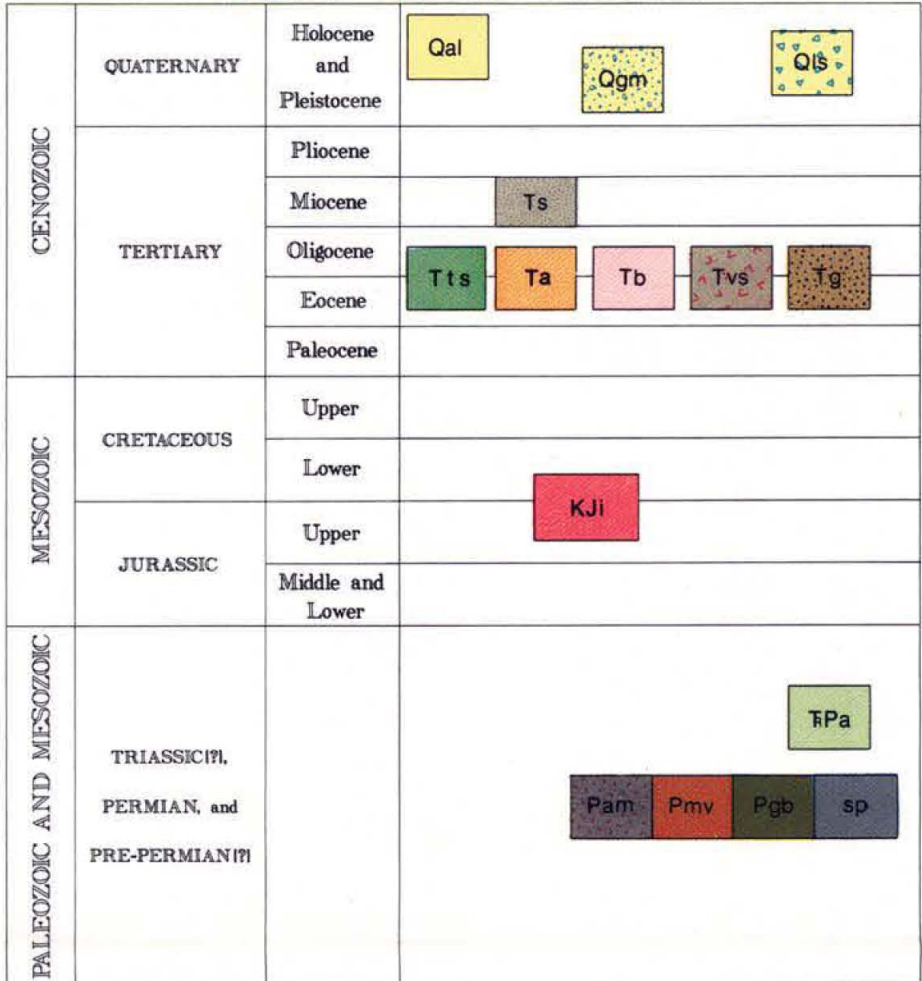 CENOZOIC
QUATERNARY
Holocene
and
Pleistocene
Qal
Qgm
Qls
TERTIARY
Pliocene
Miocene
Ts
Oligocene
Eocene
Tts
Ta
Tb
Tvs
Tg
Paleocene
MESOZOIC
CRETACEOUS
Upper
Lower
KJi
JURASSIC
Upper
Middle and
Lower
PALEOZOIC AND MESOZOIC
TRIASSIC[?],
PERMIAN, and
PRE-PERMIAN[?]
TRPa
Pam
Pmv
Pgb
sp